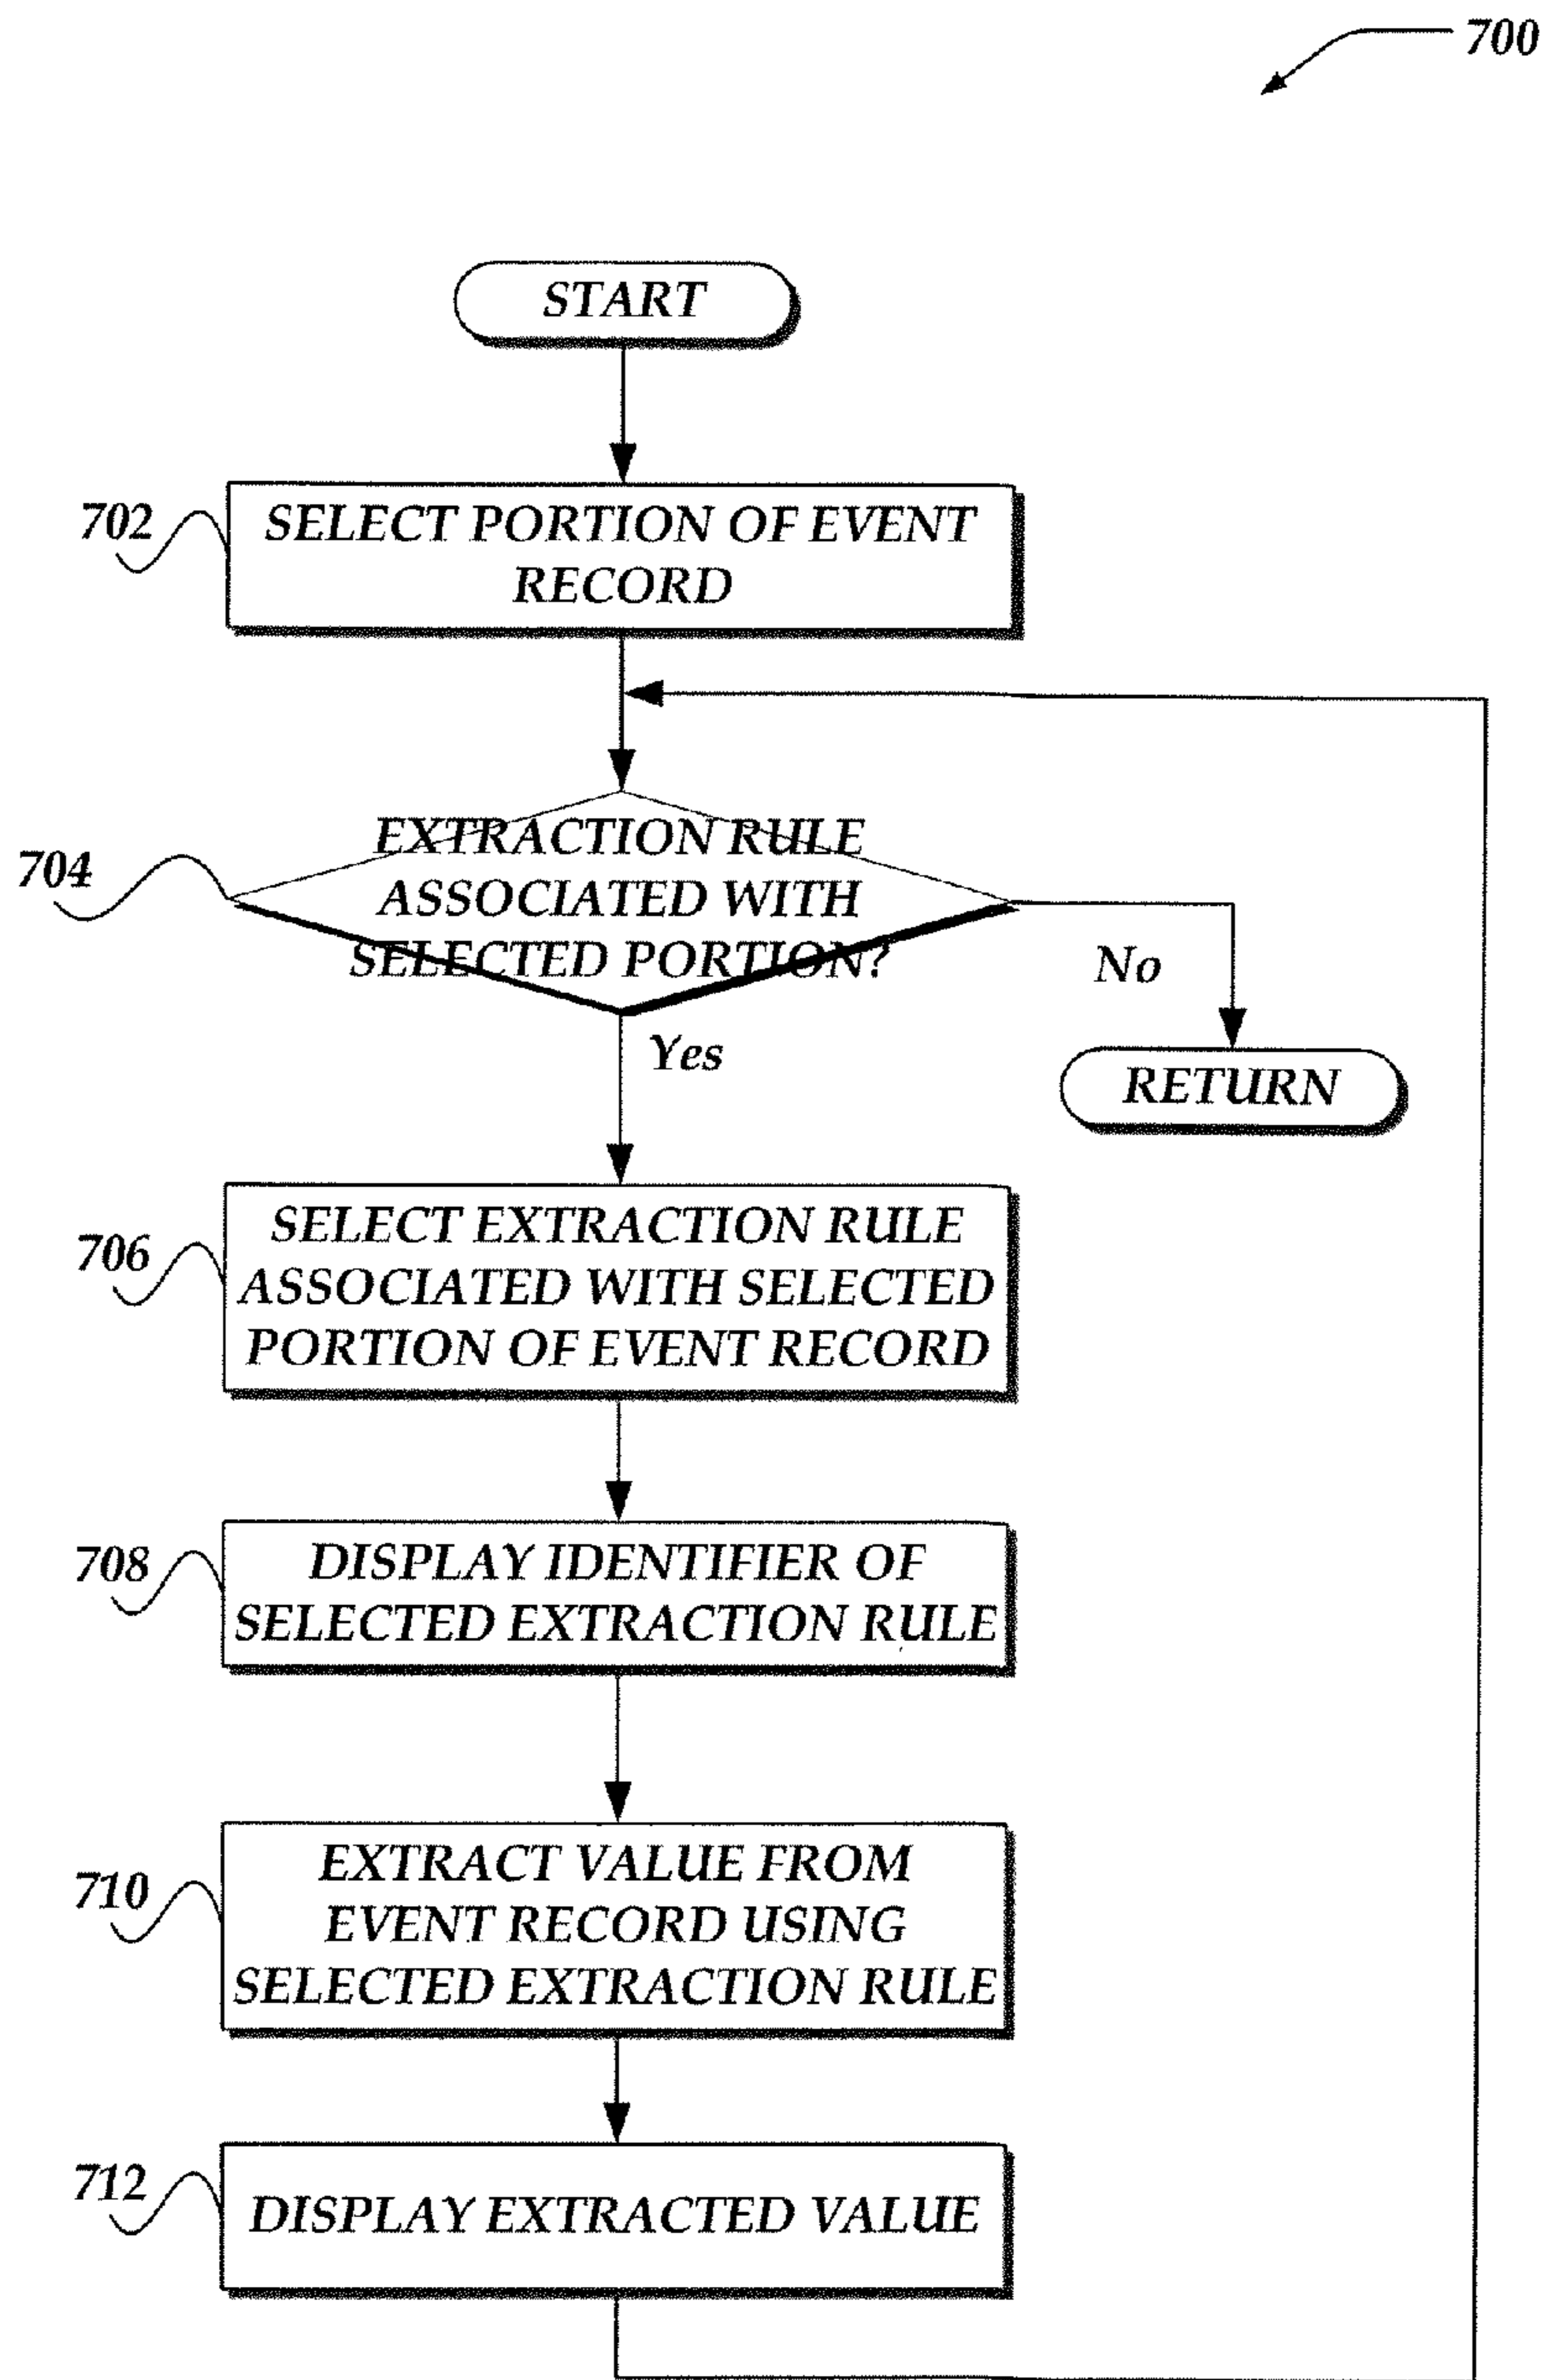 700
START
702
SELECT PORTION OF EVENT
RECORD
704
EXTRACTION RULE
ASSOCIATED WITH
SELECTED PORTION?
No
Yes
RETURN
706
SELECT EXTRACTION RULE
ASSOCIATED WITH SELECTED
PORTION OF EVENT RECORD
708
DISPLAY IDENTIFIER OF
SELECTED EXTRACTION RULE
710
EXTRACT VALUE FROM
EVENT RECORD USING
SELECTED EXTRACTION RULE
712
DISPLAY EXTRACTED VALUE